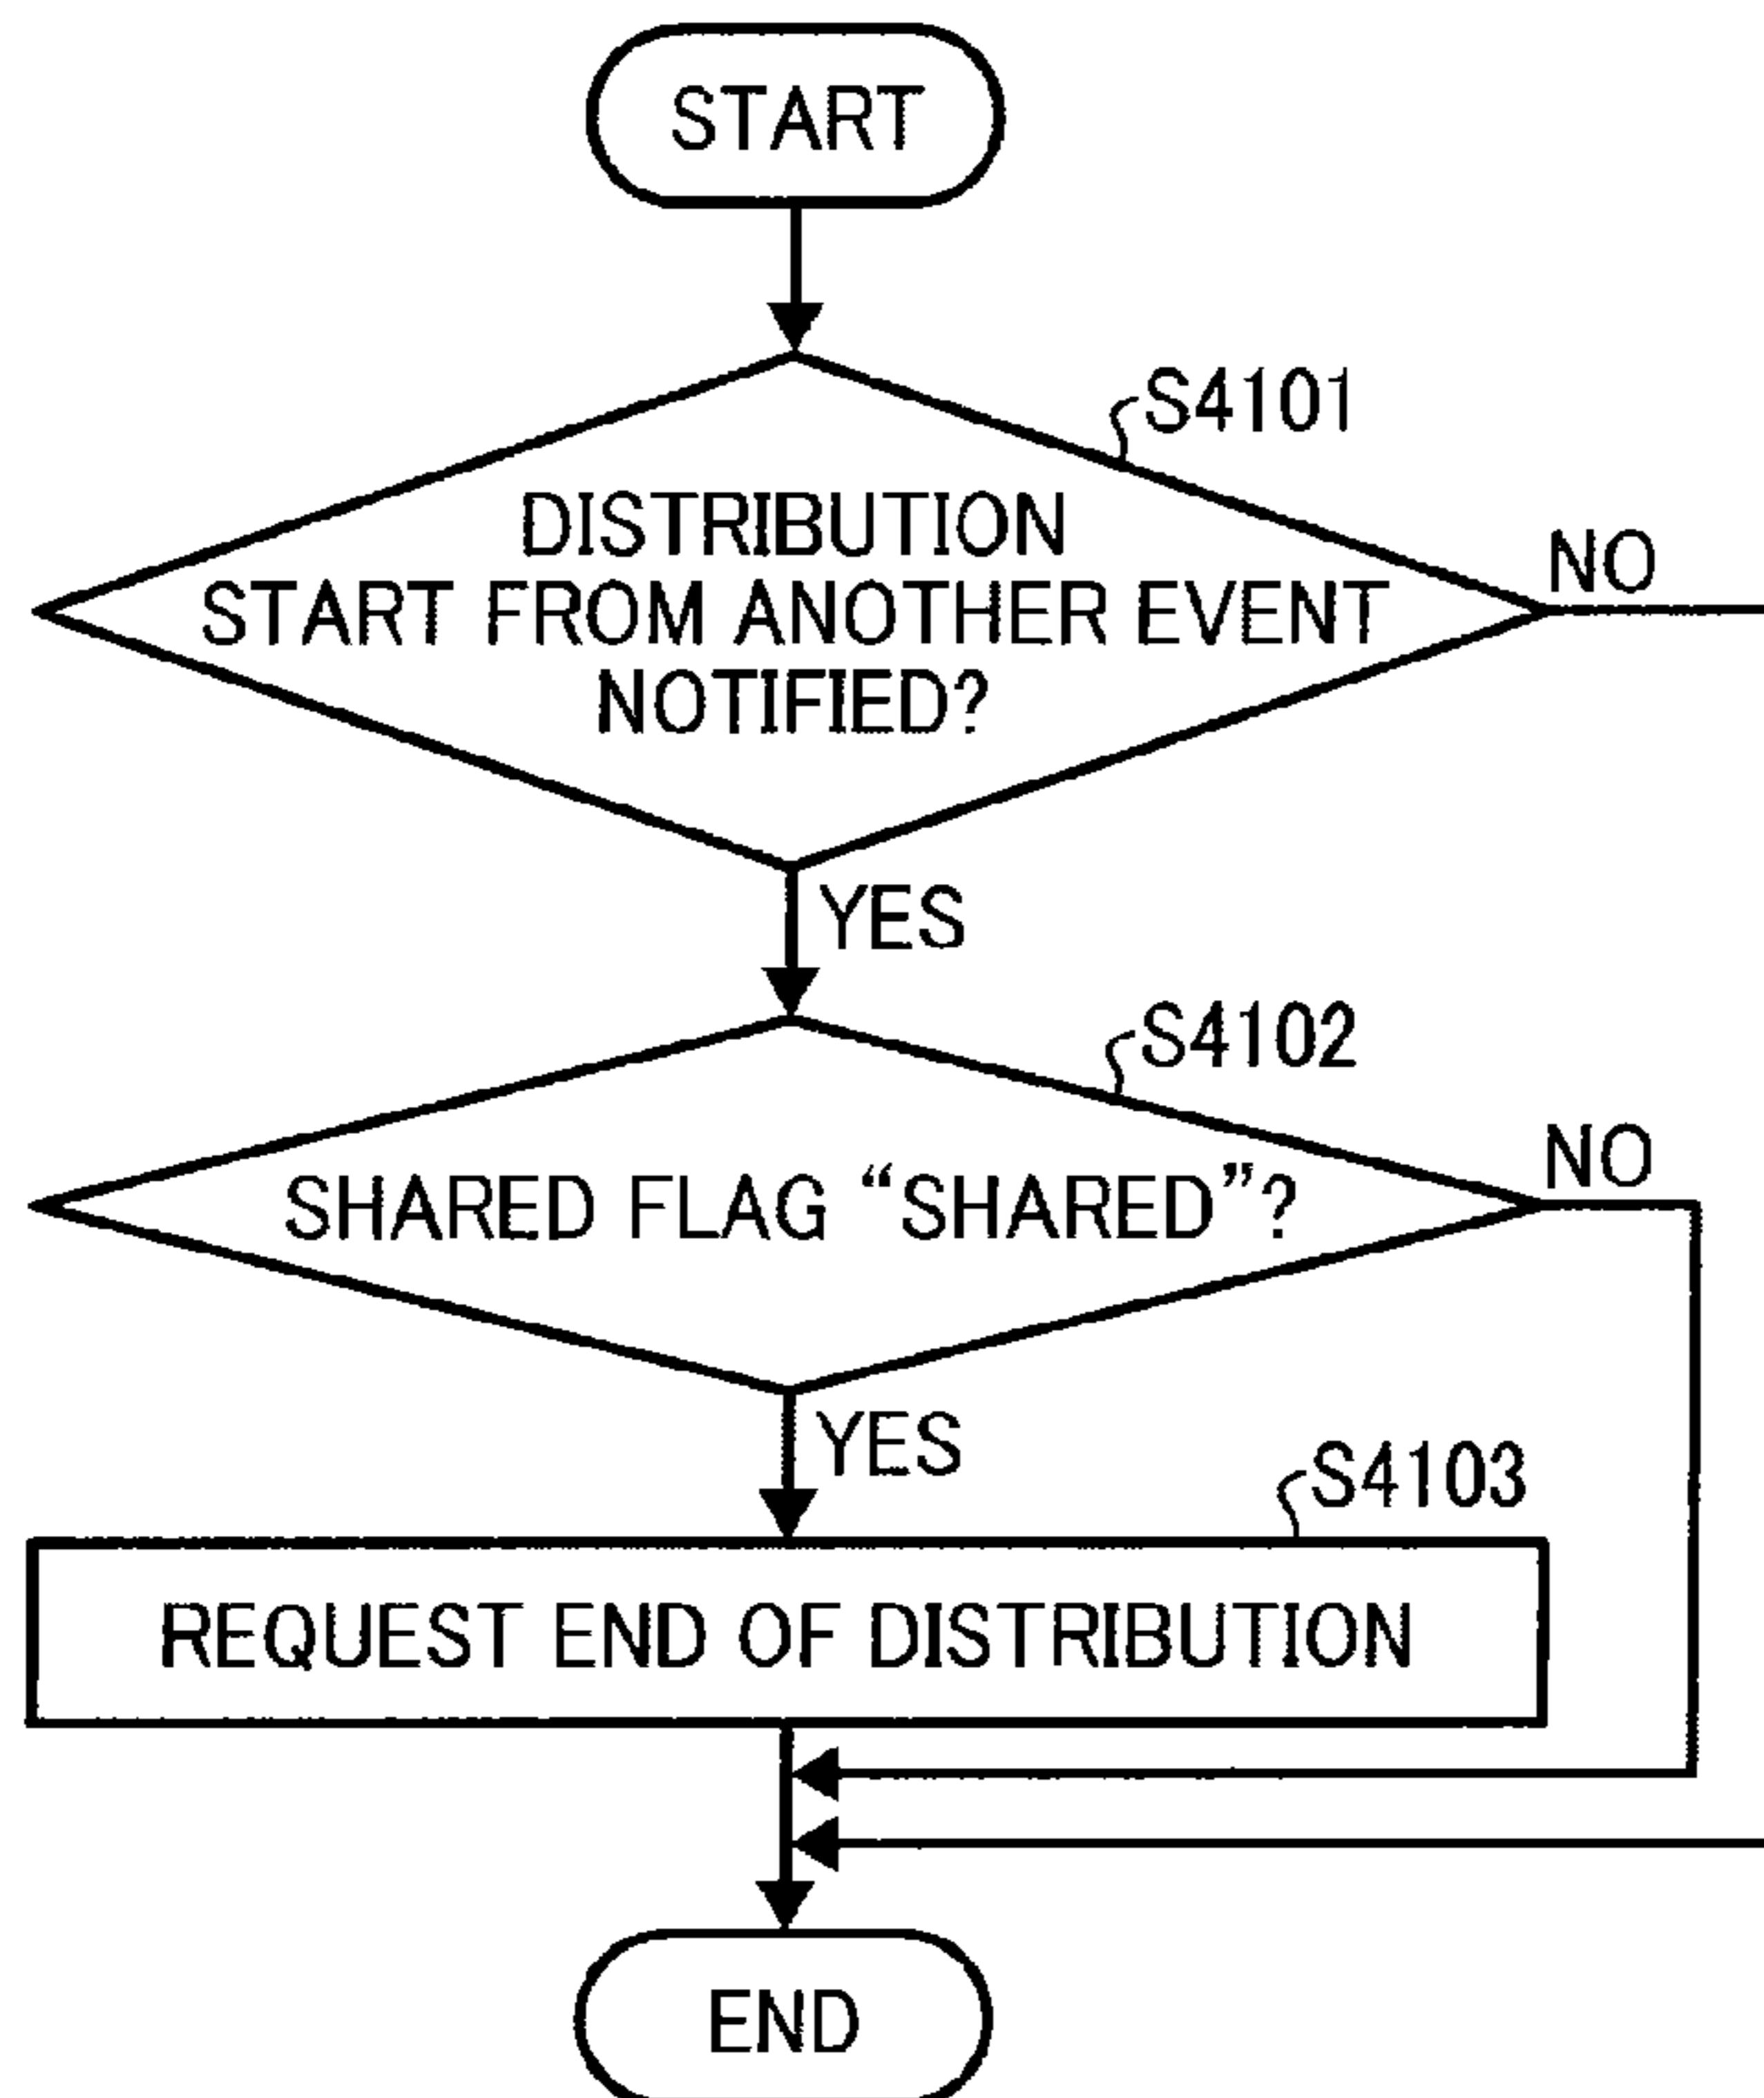 START
S4101
DISTRIBUTION
START FROM ANOTHER EVENT
NOTIFIED?
NO
YES
S4102
SHARED FLAG “SHARED”?
NO
YES
S4103
REQUEST END OF DISTRIBUTION
END